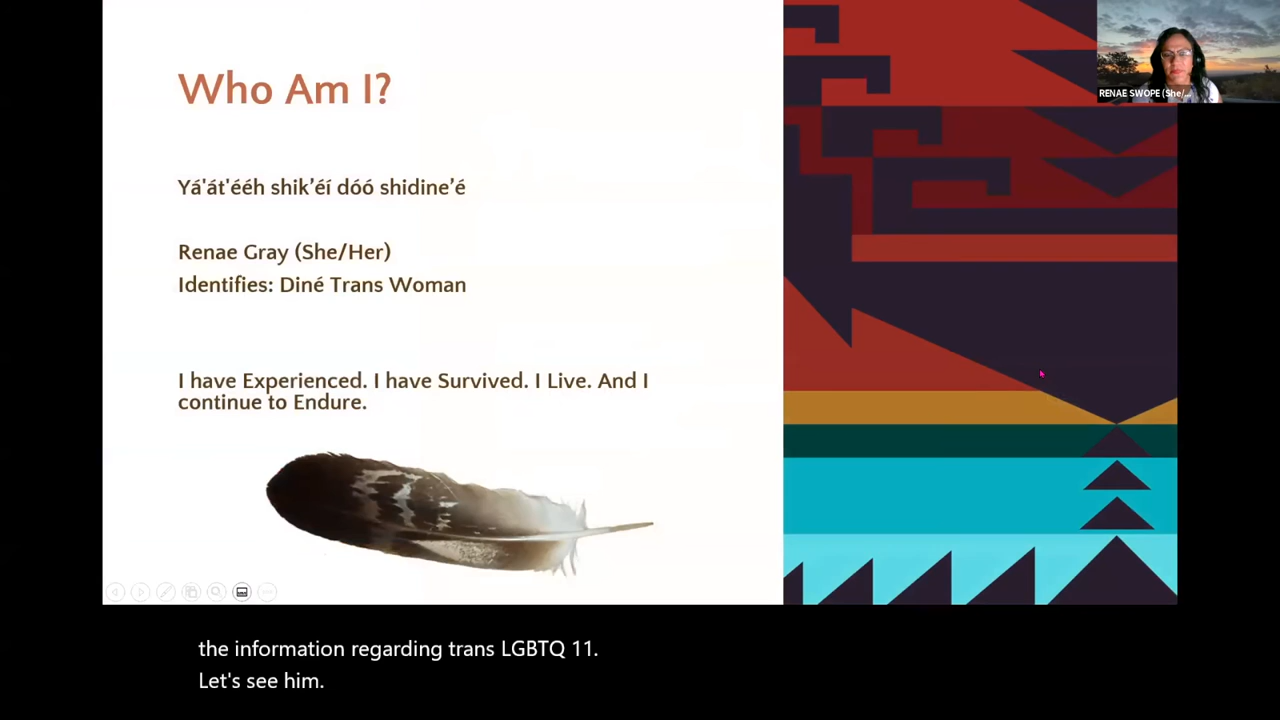 Who Am I?
Yá'át'ééh shik’éí dóó shidine’é
Renae Gray (She/Her)
Identifies: Diné Trans Woman
I have Experienced. I have Survived. I Live. And I
continue to Endure.
RENAE SWOPE (She/...
the information regarding trans LGBTQ 11.
Let's see him.